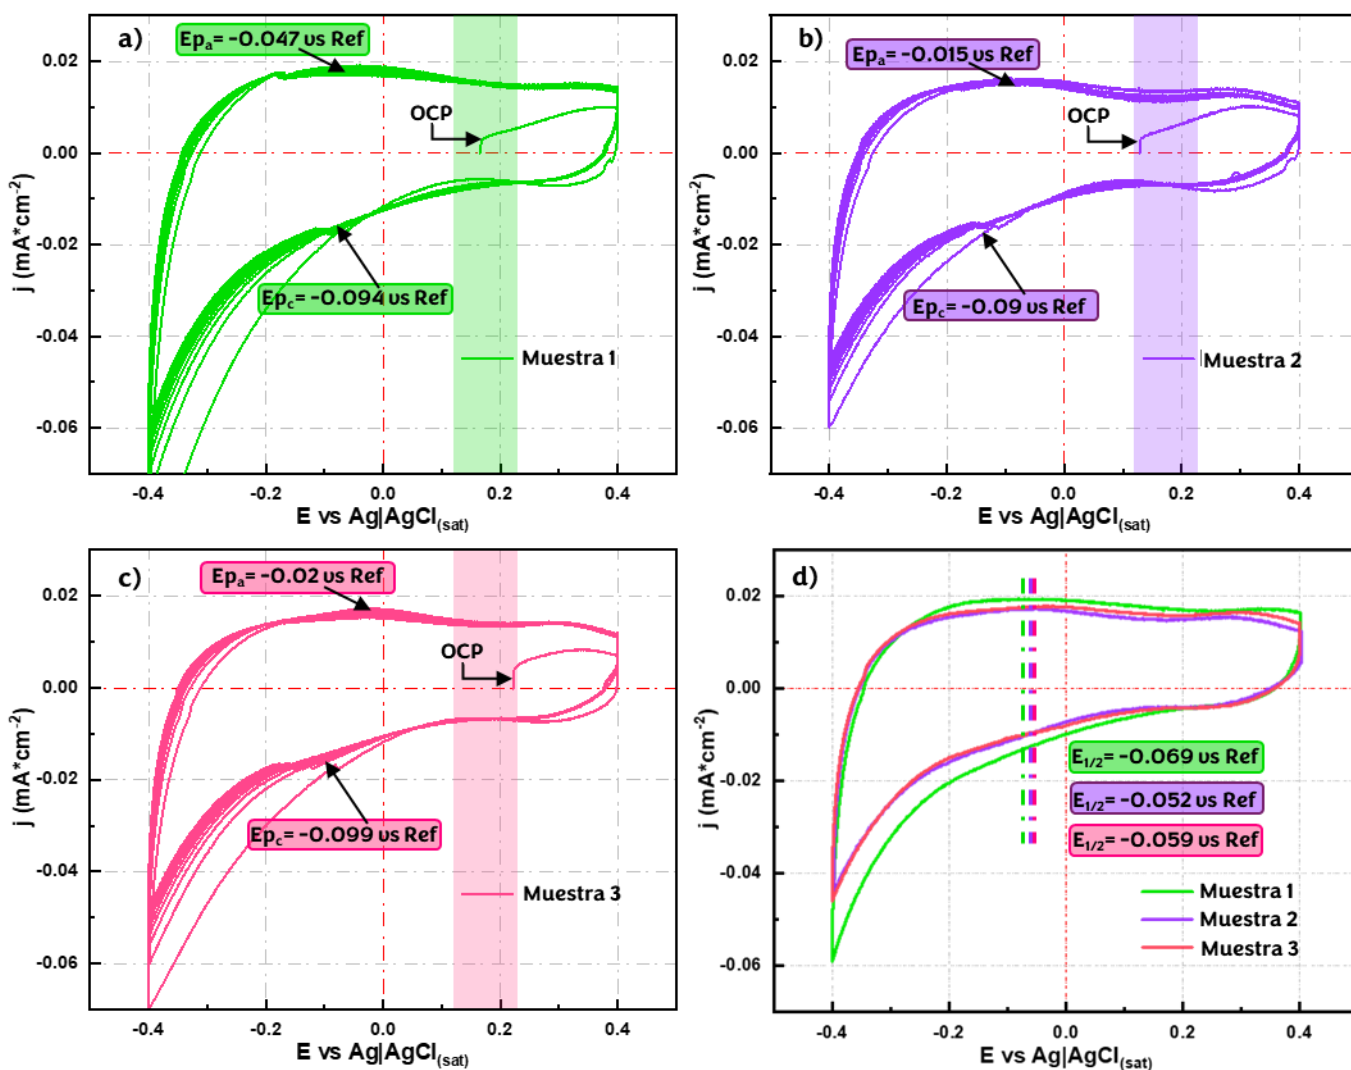 a)
Epₐ= -0.047 vs Ref
OCP
Ep꜀= -0.094 vs Ref
Muestra 1
0.02
0.00
-0.02
-0.04
-0.06
j (mA*cm⁻²)
-0.4 -0.2 0.0 0.2 0.4
E vs Ag|AgCl₍sat₎
b)
Epₐ= -0.015 vs Ref
OCP
Ep꜀= -0.09 vs Ref
Muestra 2
0.02
0.00
-0.02
-0.04
-0.06
j (mA*cm⁻²)
-0.4 -0.2 0.0 0.2 0.4
E vs Ag|AgCl₍sat₎
c)
Epₐ= -0.02 vs Ref
OCP
Ep꜀= -0.099 vs Ref
Muestra 3
0.02
0.00
-0.02
-0.04
-0.06
j (mA*cm⁻²)
-0.4 -0.2 0.0 0.2 0.4
E vs Ag|AgCl₍sat₎
d)
E₁/₂= -0.069 vs Ref
E₁/₂= -0.052 vs Ref
E₁/₂= -0.059 vs Ref
Muestra 1
Muestra 2
Muestra 3
0.02
0.00
-0.02
-0.04
-0.06
j (mA*cm⁻²)
-0.4 -0.2 0.0 0.2 0.4
E vs Ag|AgCl₍sat₎